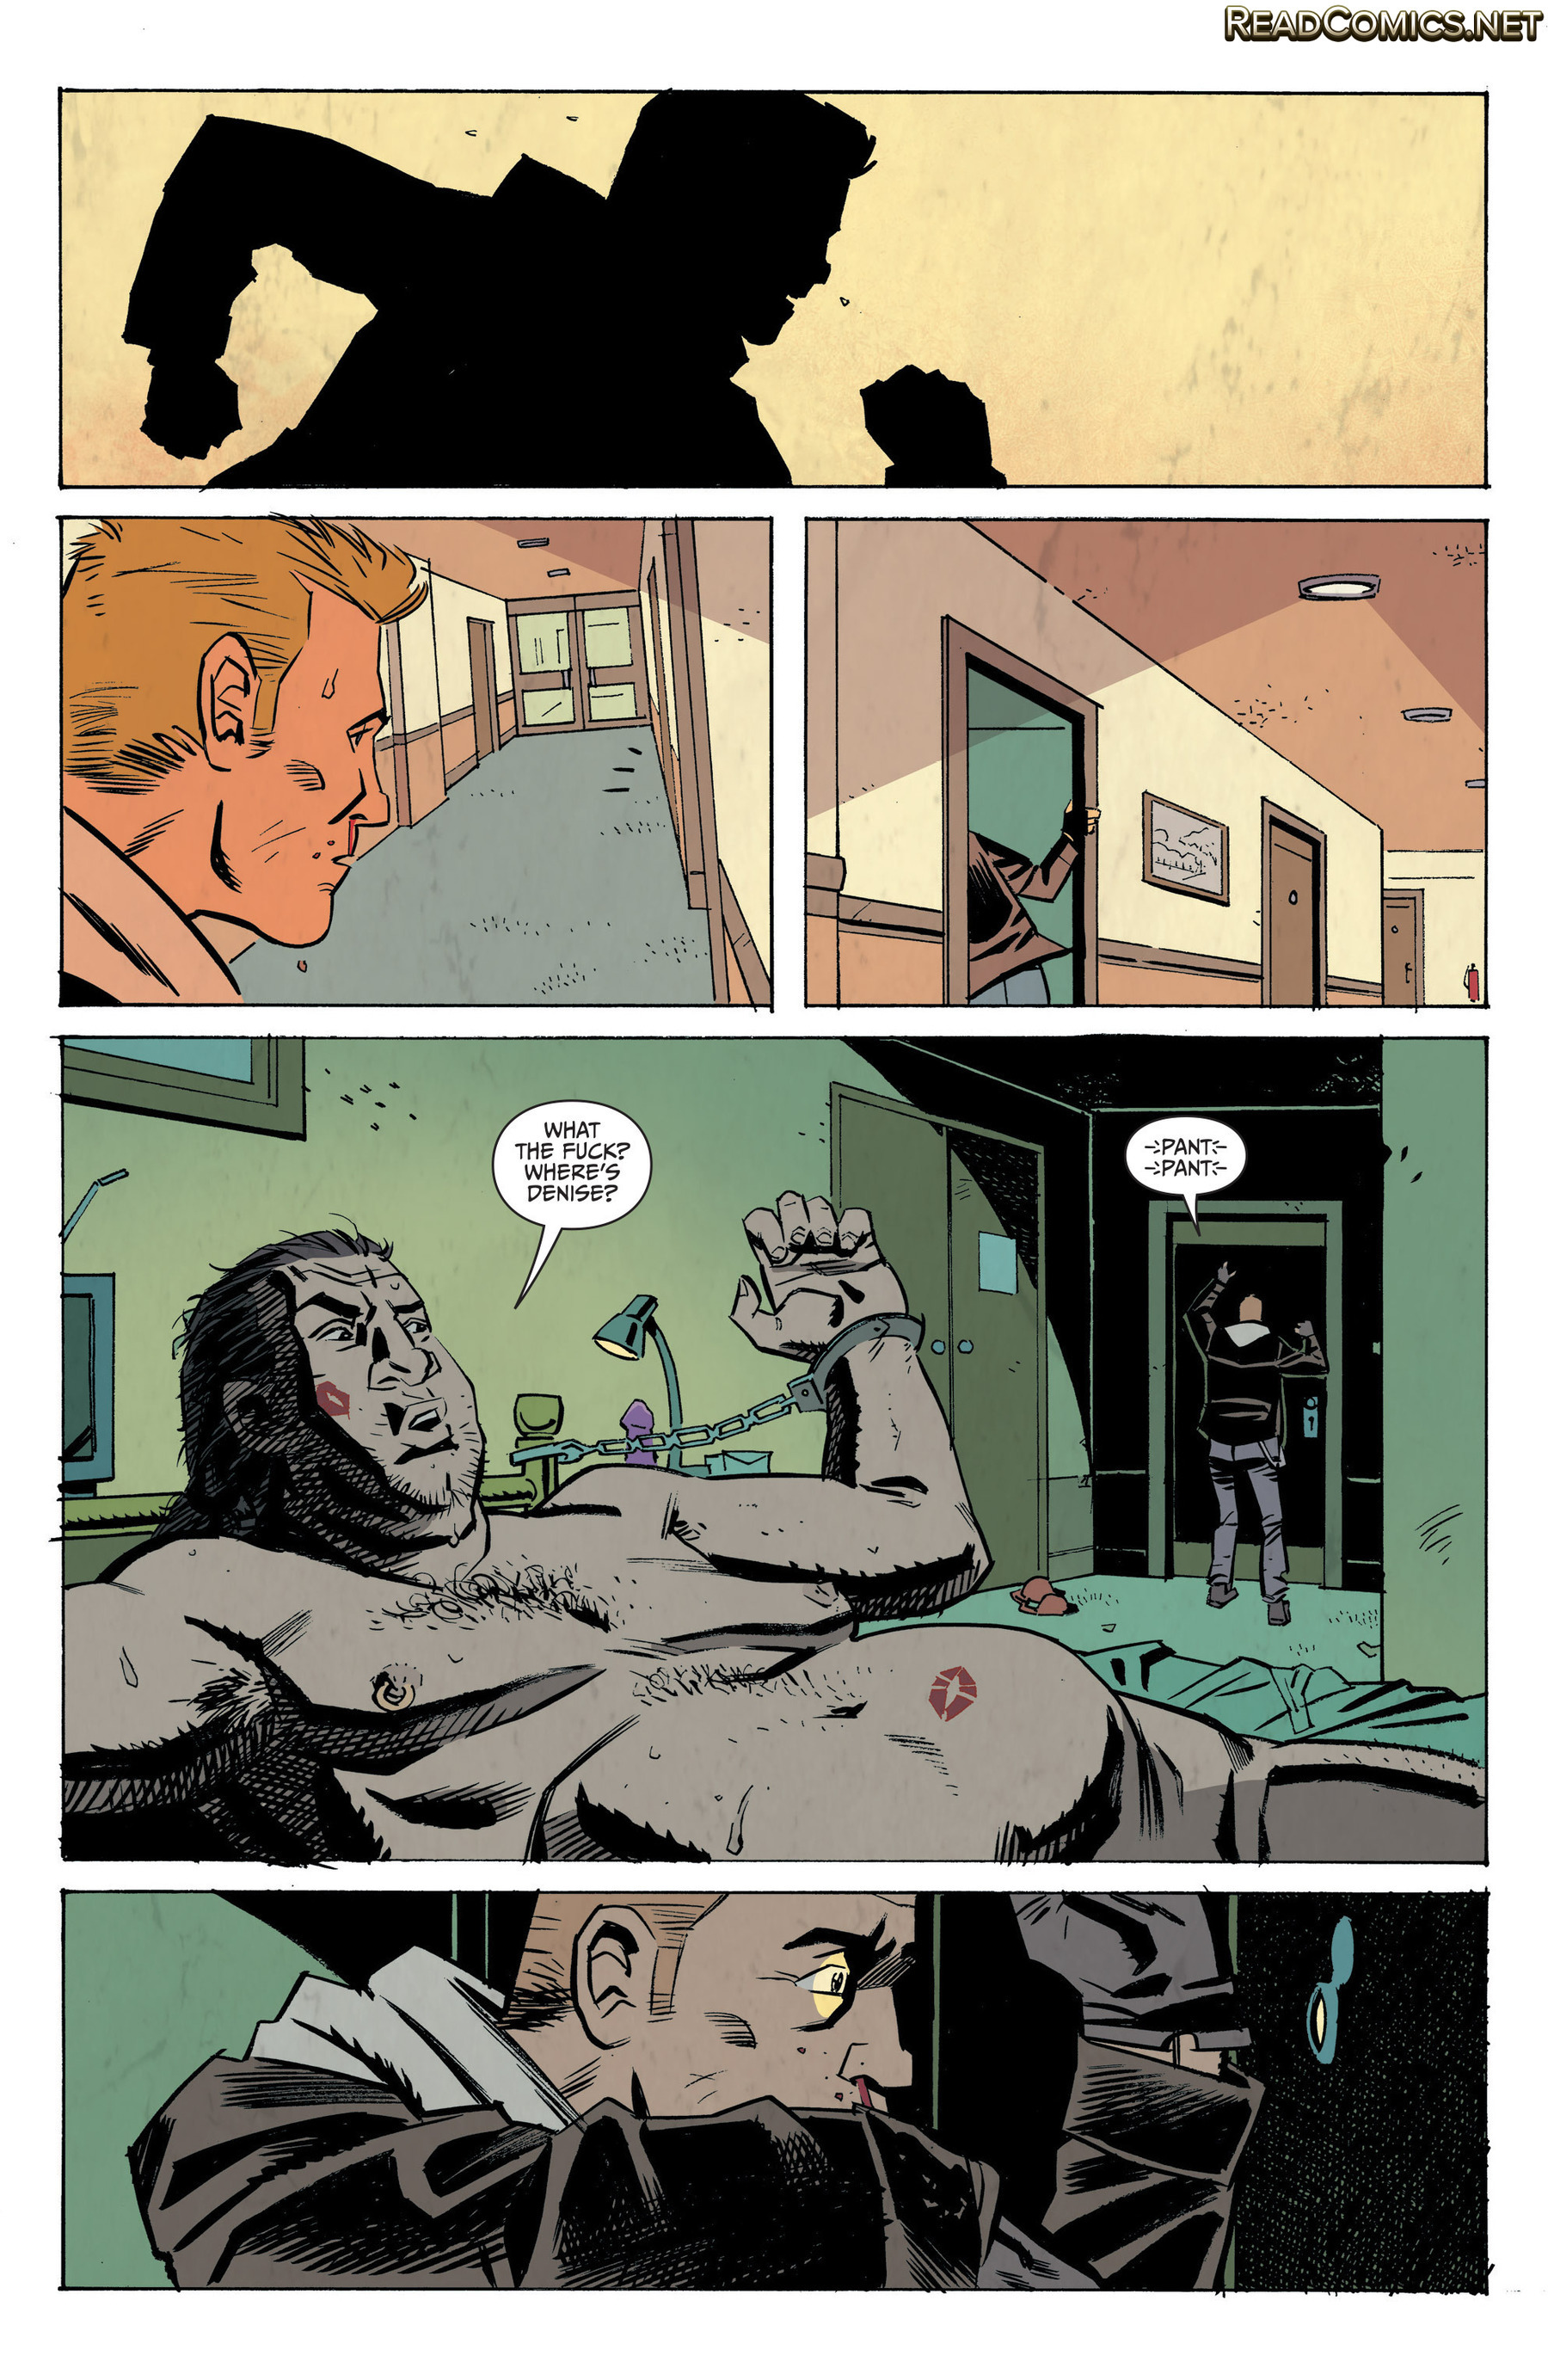 READCOMICS.NET
WHAT
THE FUCK?
WHERE'S
DENISE?
PANT
PANT